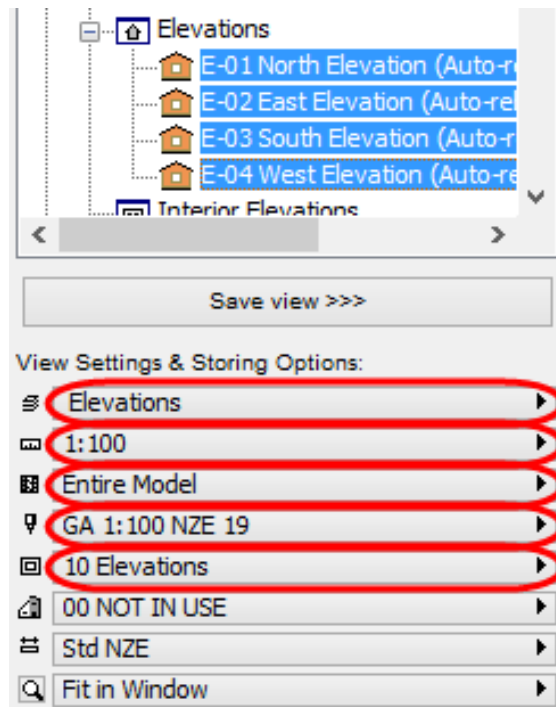 Elevations
E-01 North Elevation (Auto-r
E-02 East Elevation (Auto-rel
E-03 South Elevation (Auto-r
E-04 West Elevation (Auto-re
Interior Elevations
Save view >>>
View Settings & Storing Options:
Elevations
1:100
Entire Model
GA 1:100 NZE 19
10 Elevations
00 NOT IN USE
Std NZE
Fit in Window